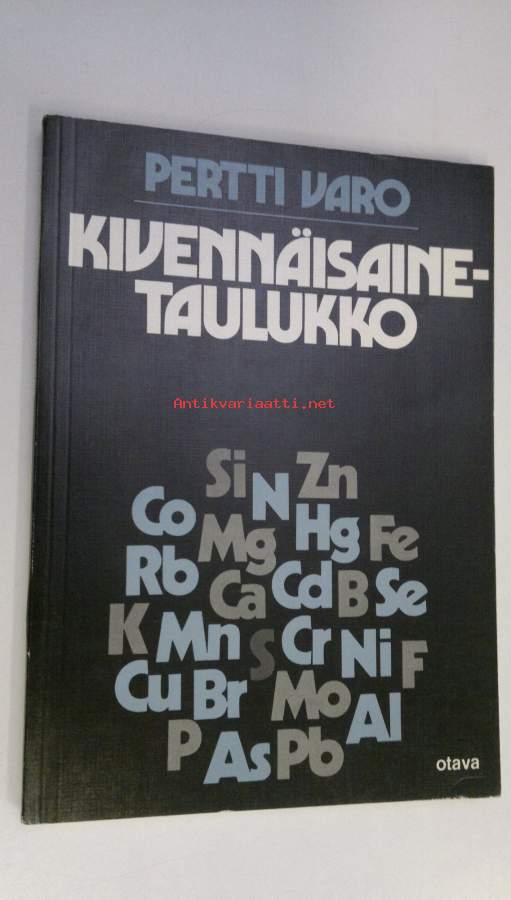 PERTTI VARO
KIVENNÄISAINE-
TAULUKKO
Antikvariaatti.net
Si Zn
Co N
Mg Hg Fe
Rb Ca Cd B Se
K Mn S Cr Ni F
Cu Br Mo Al
P As Pb
otava